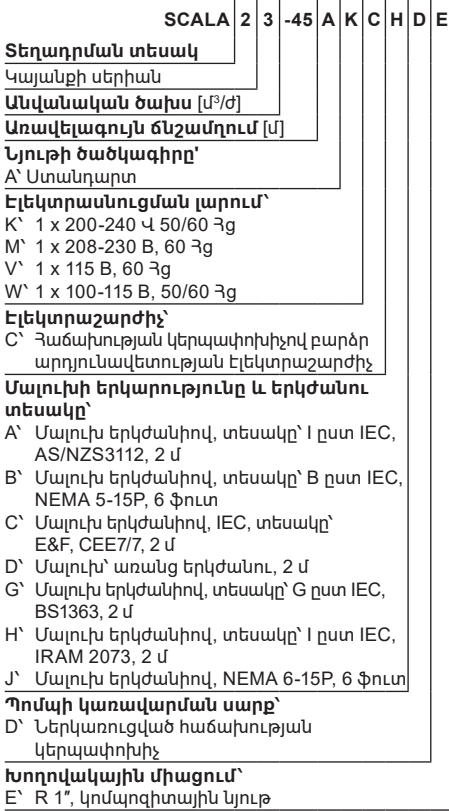 SCALA 2 3 -45 A K C H D E
Տեղադրման տեսակ
Կայանքի սերիան
Անվանական ծախս [մ³/ժ]
Առավելագույն ճնշամղում [մ]
Նյութի ծածկագիրը՝
A՝ Ստանդարտ
Էլեկտրասնուցման լարում՝
K՝ 1 x 200-240 Վ 50/60 Հց
M՝ 1 x 208-230 В, 60 Հց
V՝ 1 x 115 В, 60 Հց
W՝ 1 x 100-115 В, 50/60 Հց
Էլեկտրաշարժիչ՝
C՝ Հաճախության կերպափոխիչով բարձր
արդյունավետության էլեկտրաշարժիչ
Մալուխի երկարությունը և երկժանու
տեսակը՝
A՝ Մալուխ երկժանիով, տեսակը՝ I ըստ IEC,
AS/NZS3112, 2 մ
B՝ Մալուխ երկժանիով, տեսակը՝ B ըստ IEC,
NEMA 5-15P, 6 ֆուտ
C՝ Մալուխ երկժանիով, IEC, տեսակը՝
E&F, CEE7/7, 2 մ
D՝ Մալուխ՝ առանց երկժանու, 2 մ
G՝ Մալուխ երկժանիով, տեսակը՝ G ըստ IEC,
BS1363, 2 մ
H՝ Մալուխ երկժանիով, տեսակը՝ I ըստ IEC,
IRAM 2073, 2 մ
J՝ Մալուխ երկժանիով, NEMA 6-15P, 6 ֆուտ
Պոմպի կառավարման սարք՝
D՝ Ներկառուցված հաճախության
կերպափոխիչ
Խողովակային միացում՝
E՝ R 1″, կոմպոզիտային նյութ